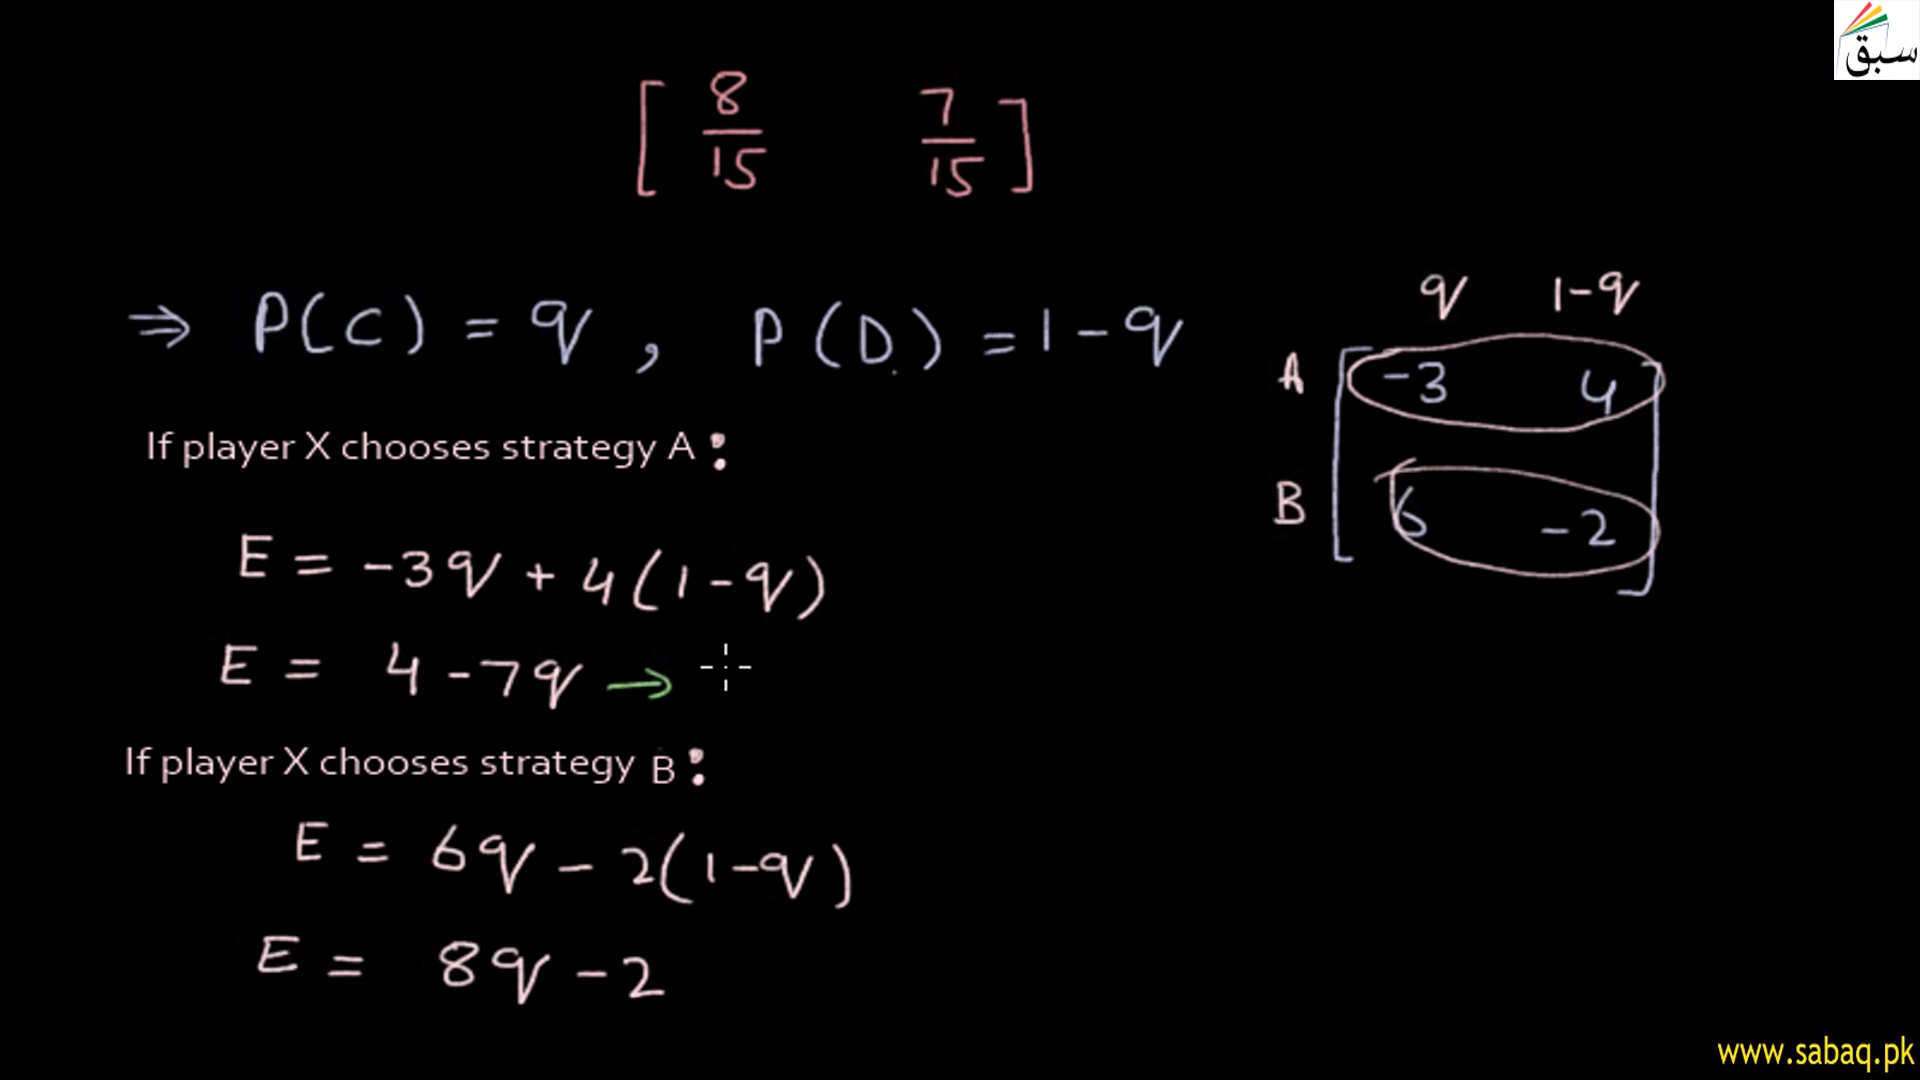 سبق
[ 8/15 7/15 ]
⇒ P(C) = q , P(D) = 1 - q
q 1-q
A [ -3 4 ]
B [ 6 -2 ]
If player X chooses strategy A :
E = -3q + 4(1-q)
E = 4 - 7q →
If player X chooses strategy B :
E = 6q - 2(1-q)
E = 8q - 2
www.sabaq.pk